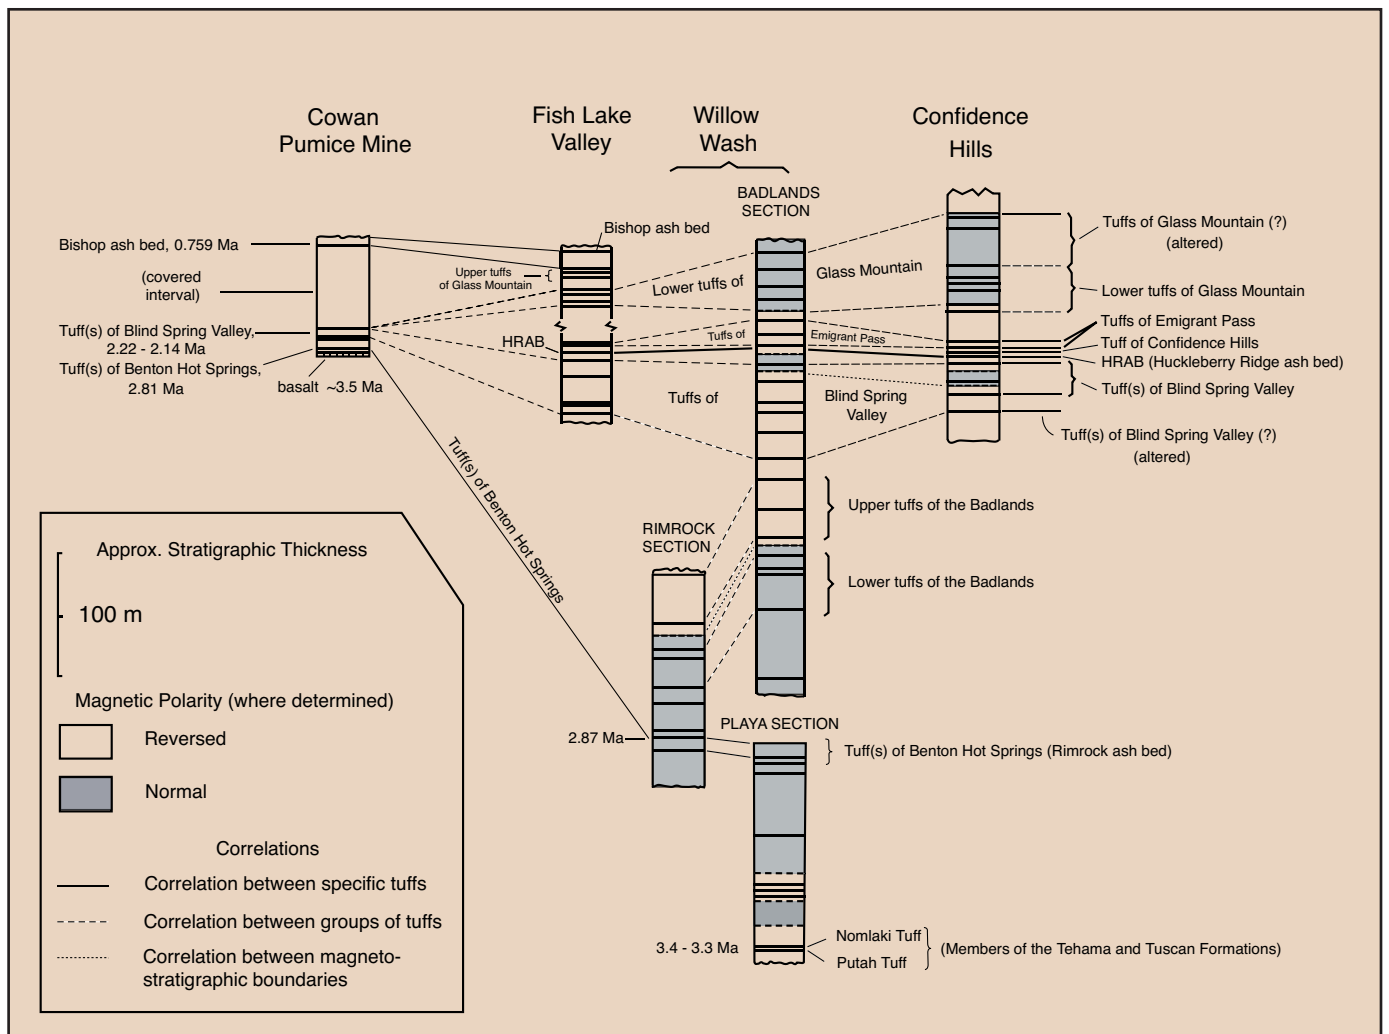 Cowan
Pumice Mine
Fish Lake
Valley
Willow
Wash
Confidence
Hills
BADLANDS
SECTION
Bishop ash bed, 0.759 Ma
(covered
interval)
Tuff(s) of Blind Spring Valley,
2.22 - 2.14 Ma
Tuff(s) of Benton Hot Springs,
2.81 Ma
basalt ~3.5 Ma
Bishop ash bed
Upper tuffs
of Glass Mountain
HRAB
Lower tuffs of
Glass Mountain
Tuffs of
Emigrant Pass
Tuffs of
Blind Spring
Valley
Tuffs of Glass Mountain (?)
(altered)
Lower tuffs of Glass Mountain
Tuffs of Emigrant Pass
Tuff of Confidence Hills
HRAB (Huckleberry Ridge ash bed)
Tuff(s) of Blind Spring Valley
Tuff(s) of Blind Spring Valley (?)
(altered)
Tuff(s) of Benton Hot Springs
Upper tuffs of the Badlands
Lower tuffs of the Badlands
RIMROCK
SECTION
2.87 Ma
PLAYA SECTION
Tuff(s) of Benton Hot Springs (Rimrock ash bed)
3.4 - 3.3 Ma
Nomlaki Tuff
Putah Tuff
(Members of the Tehama and Tuscan Formations)
Approx. Stratigraphic Thickness
100 m
Magnetic Polarity (where determined)
Reversed
Normal
Correlations
Correlation between specific tuffs
Correlation between groups of tuffs
Correlation between magneto-
stratigraphic boundaries